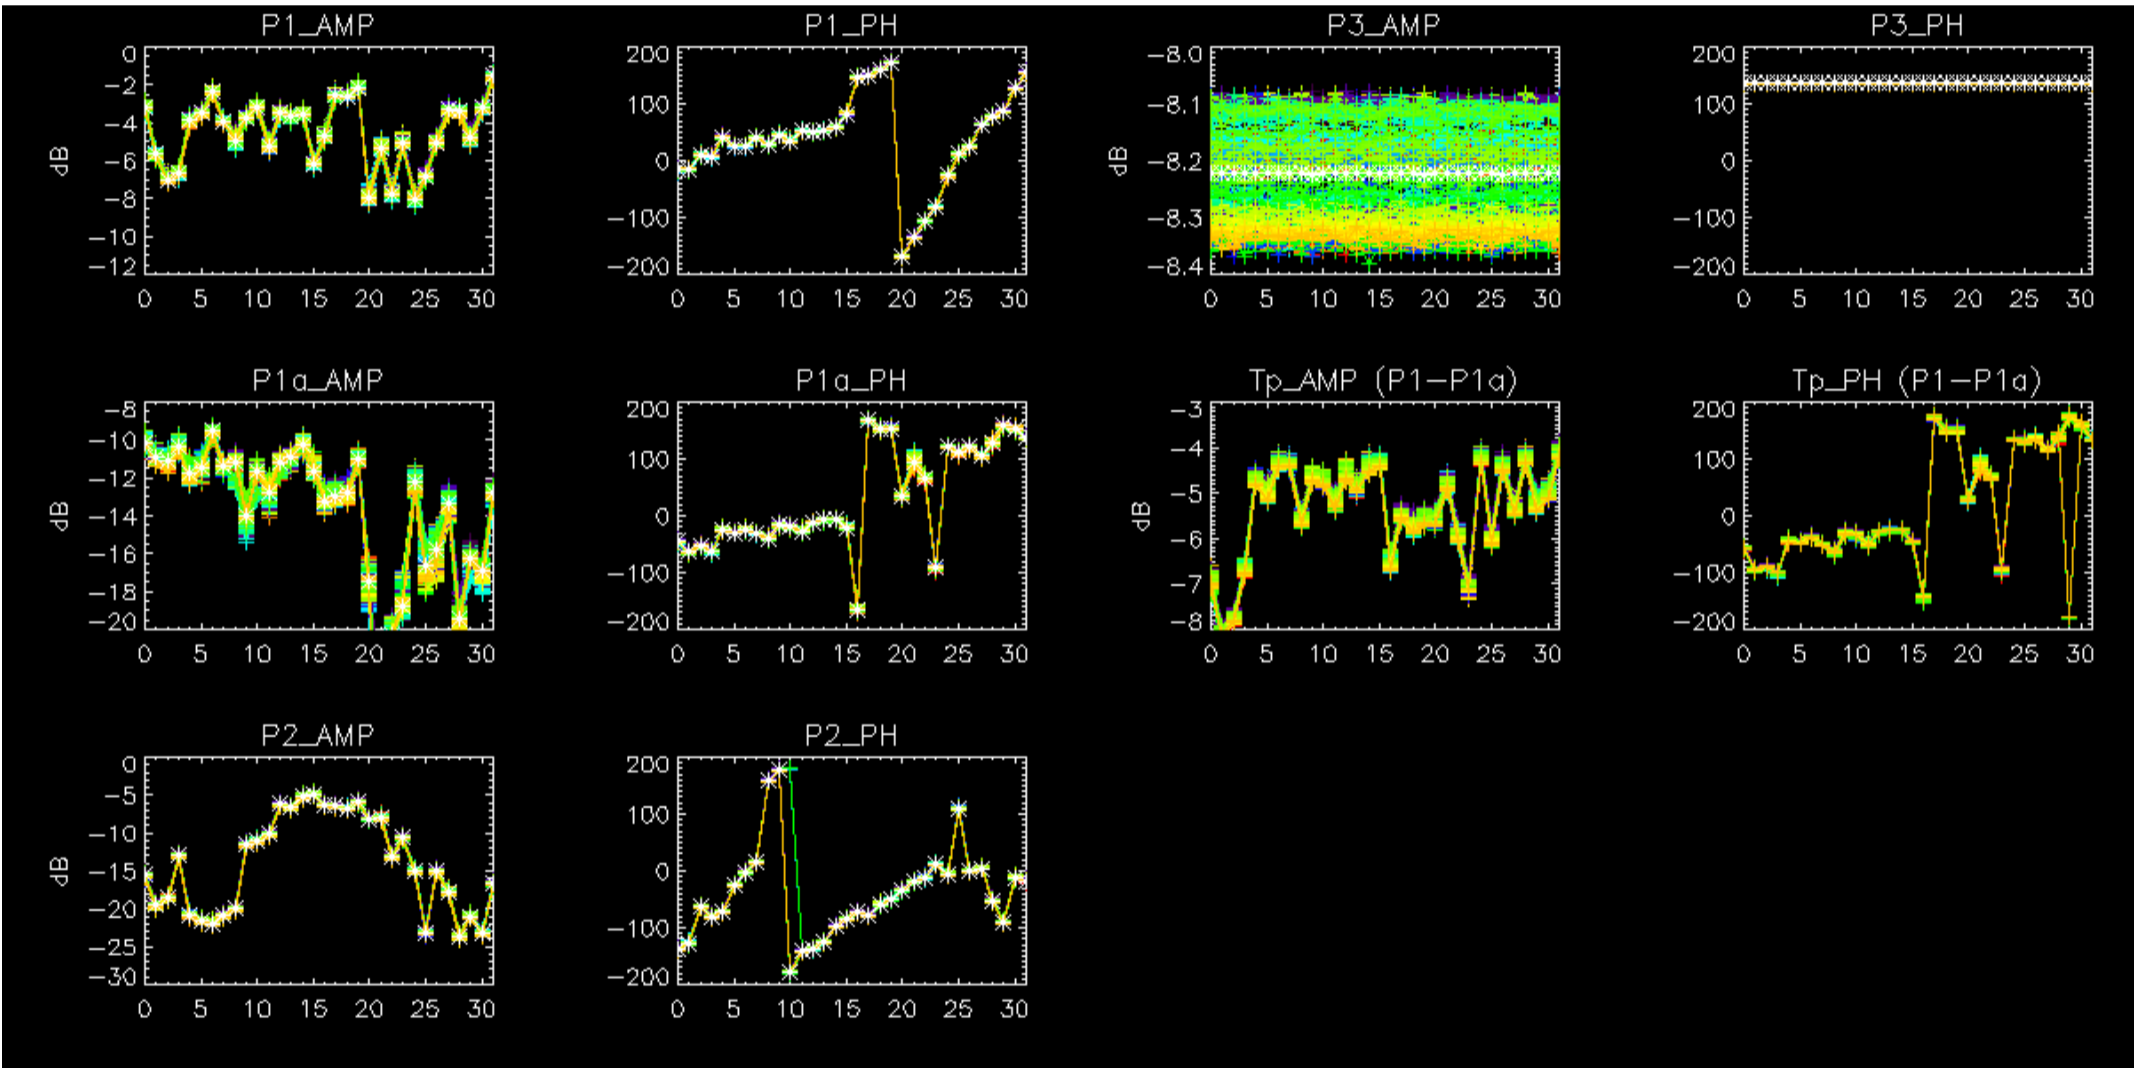 P1_AMP
0
-2
-4
-6
-8
-10
-12
dB
0 5 10 15 20 25 30
P1_PH
200
100
0
-100
-200
0 5 10 15 20 25 30
P3_AMP
-8.0
-8.1
-8.2
-8.3
-8.4
dB
0 5 10 15 20 25 30
P3_PH
200
100
0
-100
-200
0 5 10 15 20 25 30
P1a_AMP
-8
-10
-12
-14
-16
-18
-20
dB
0 5 10 15 20 25 30
P1a_PH
200
100
0
-100
-200
0 5 10 15 20 25 30
Tp_AMP (P1-P1a)
-3
-4
-5
-6
-7
-8
dB
0 5 10 15 20 25 30
Tp_PH (P1-P1a)
200
100
0
-100
-200
0 5 10 15 20 25 30
P2_AMP
0
-5
-10
-15
-20
-25
-30
dB
0 5 10 15 20 25 30
P2_PH
200
100
0
-100
-200
0 5 10 15 20 25 30